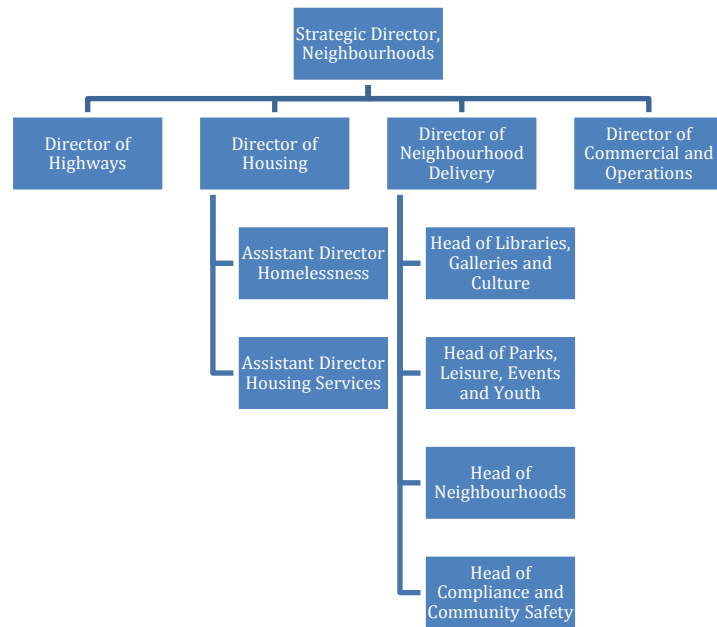 Strategic Director,
Neighbourhoods
Director of
Highways
Director of
Housing
Director of
Neighbourhood
Delivery
Director of
Commercial and
Operations
Assistant Director
Homelessness
Assistant Director
Housing Services
Head of Libraries,
Galleries and
Culture
Head of Parks,
Leisure, Events
and Youth
Head of
Neighbourhoods
Head of
Compliance and
Community Safety